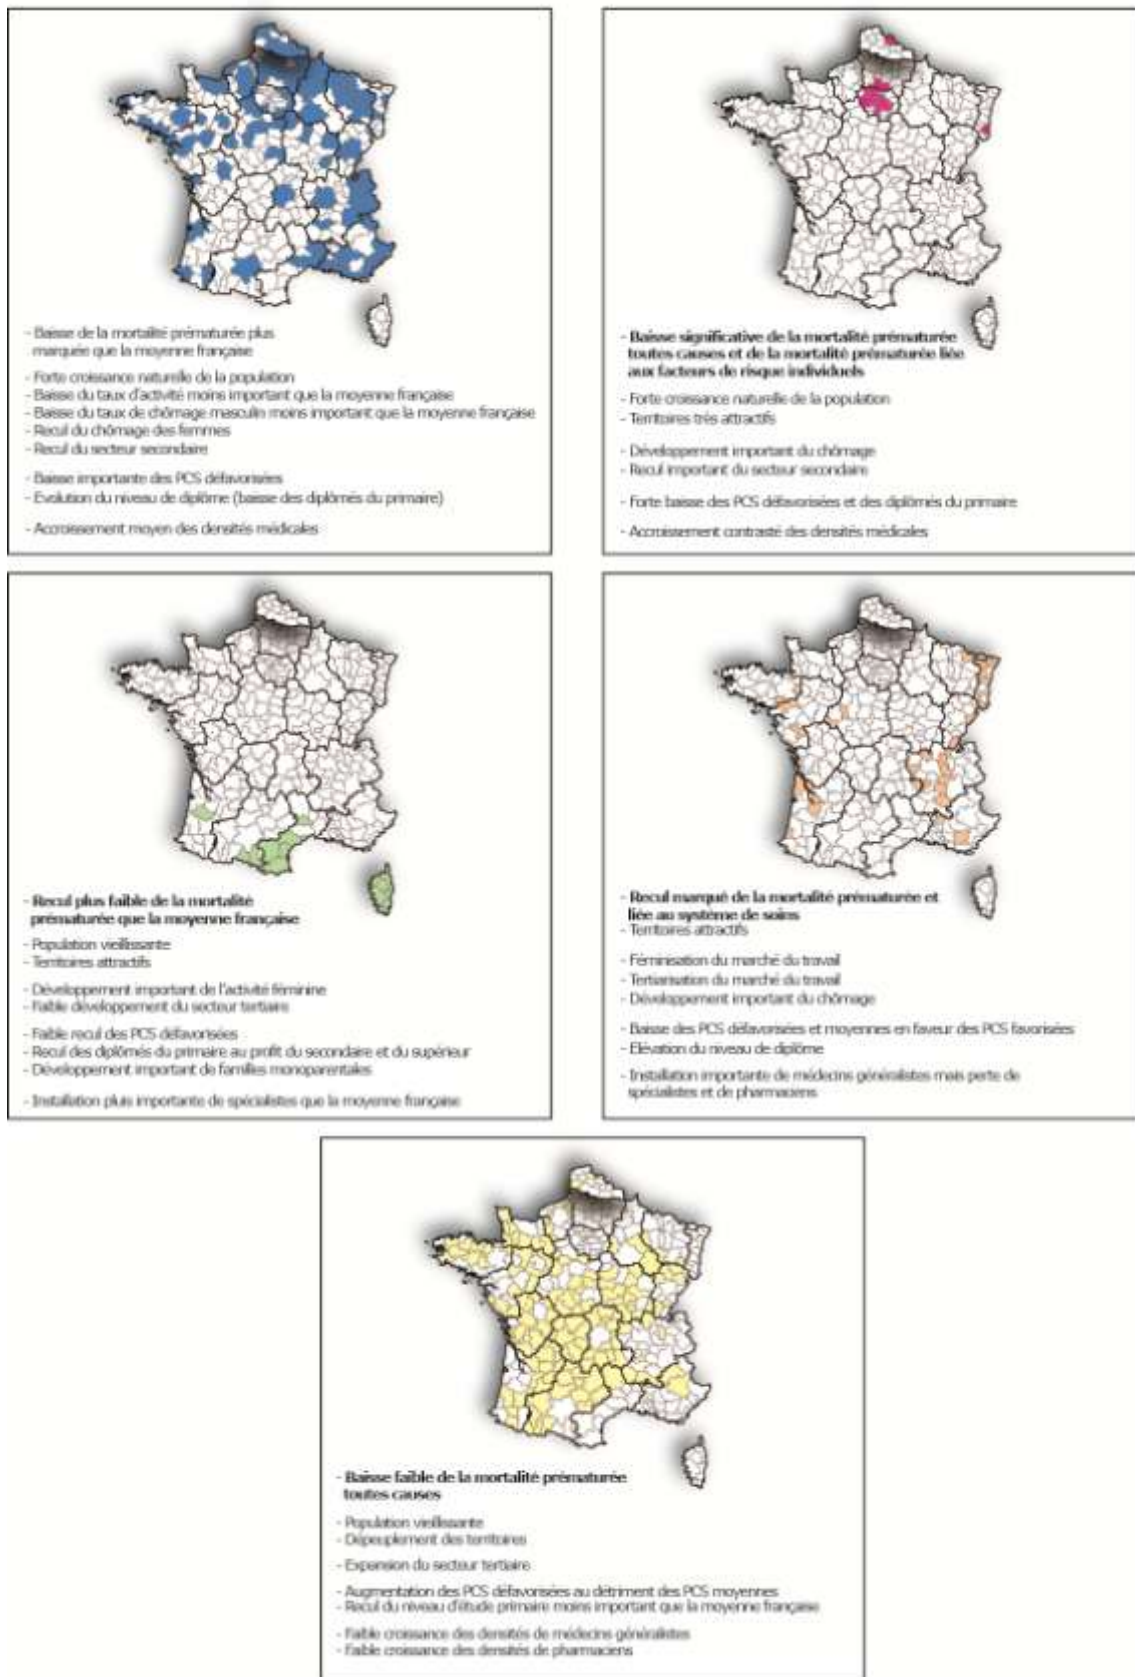 - Baisse de la mortalité prématurée plus
marquée que la moyenne française
- Forte croissance naturelle de la population
- Baisse du taux d'activité moins important que la moyenne française
- Baisse du taux de chômage masculin moins important que la moyenne française
- Recul du chômage des femmes
- Recul du secteur secondaire
- Baisse importante des PCS défavorisées
- Evolution du niveau de diplôme (baisse des diplômés du primaire)
- Accroissement moyen des densités médicales
- Baisse significative de la mortalité prématurée
toutes causes et de la mortalité prématurée liée
aux facteurs de risque individuels
- Forte croissance naturelle de la population
- Territoires très attractifs
- Développement important du chômage
- Recul important du secteur secondaire
- Forte baisse des PCS défavorisées et des diplômés du primaire
- Accroissement contrasté des densités médicales
- Recul plus faible de la mortalité
prématurée que la moyenne française
- Population vieillissante
- Territoires attractifs
- Développement important de l'activité féminine
- Faible développement du secteur tertiaire
- Faible recul des PCS défavorisées
- Recul des diplômés du primaire au profit du secondaire et du supérieur
- Développement important de familles monoparentales
- Installation pluis importante de spécialistes que la moyenne française
- Recul marqué de la mortalité prématurée et
liée au système de soins
- Territoires attractifs
- Féminisation du marché du travail
- Tertiarisation du marché du travail
- Développement important du chômage
- Baisse des PCS défavorisées et moyennes en faveur des PCS favorisées
- Elévation du niveau de diplôme
- Installation importante de médecins généralistes mais perte de
spécialistes et de pharmaciens
- Baisse faible de la mortalité prématurée
toutes causes
- Population vieillissante
- Dépeuplement des territoires
- Expansion du secteur tertiaire
- Augmentation des PCS défavorisées au détriment des PCS moyennes
- Recul du niveau d'étude primaire moins important que la moyenne française
- Faible croissance des densités de médecins généralistes
- Faible croissance des densités de pharmaciens